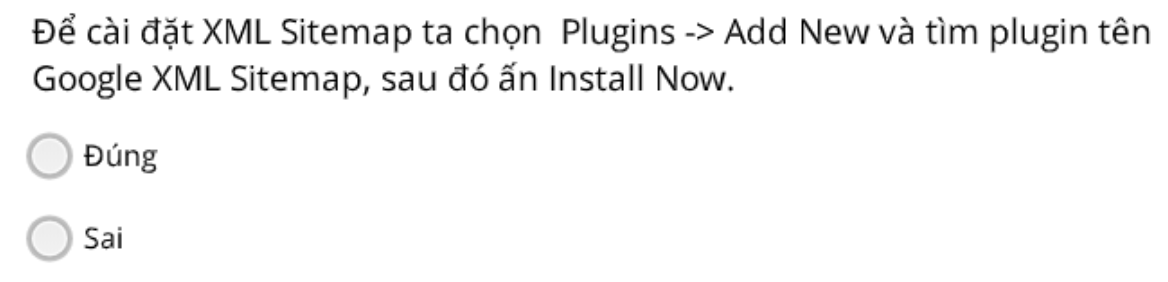 Để cài đặt XML Sitemap ta chọn  Plugins -> Add New và tìm plugin tên
Google XML Sitemap, sau đó ấn Install Now.
Đúng
Sai